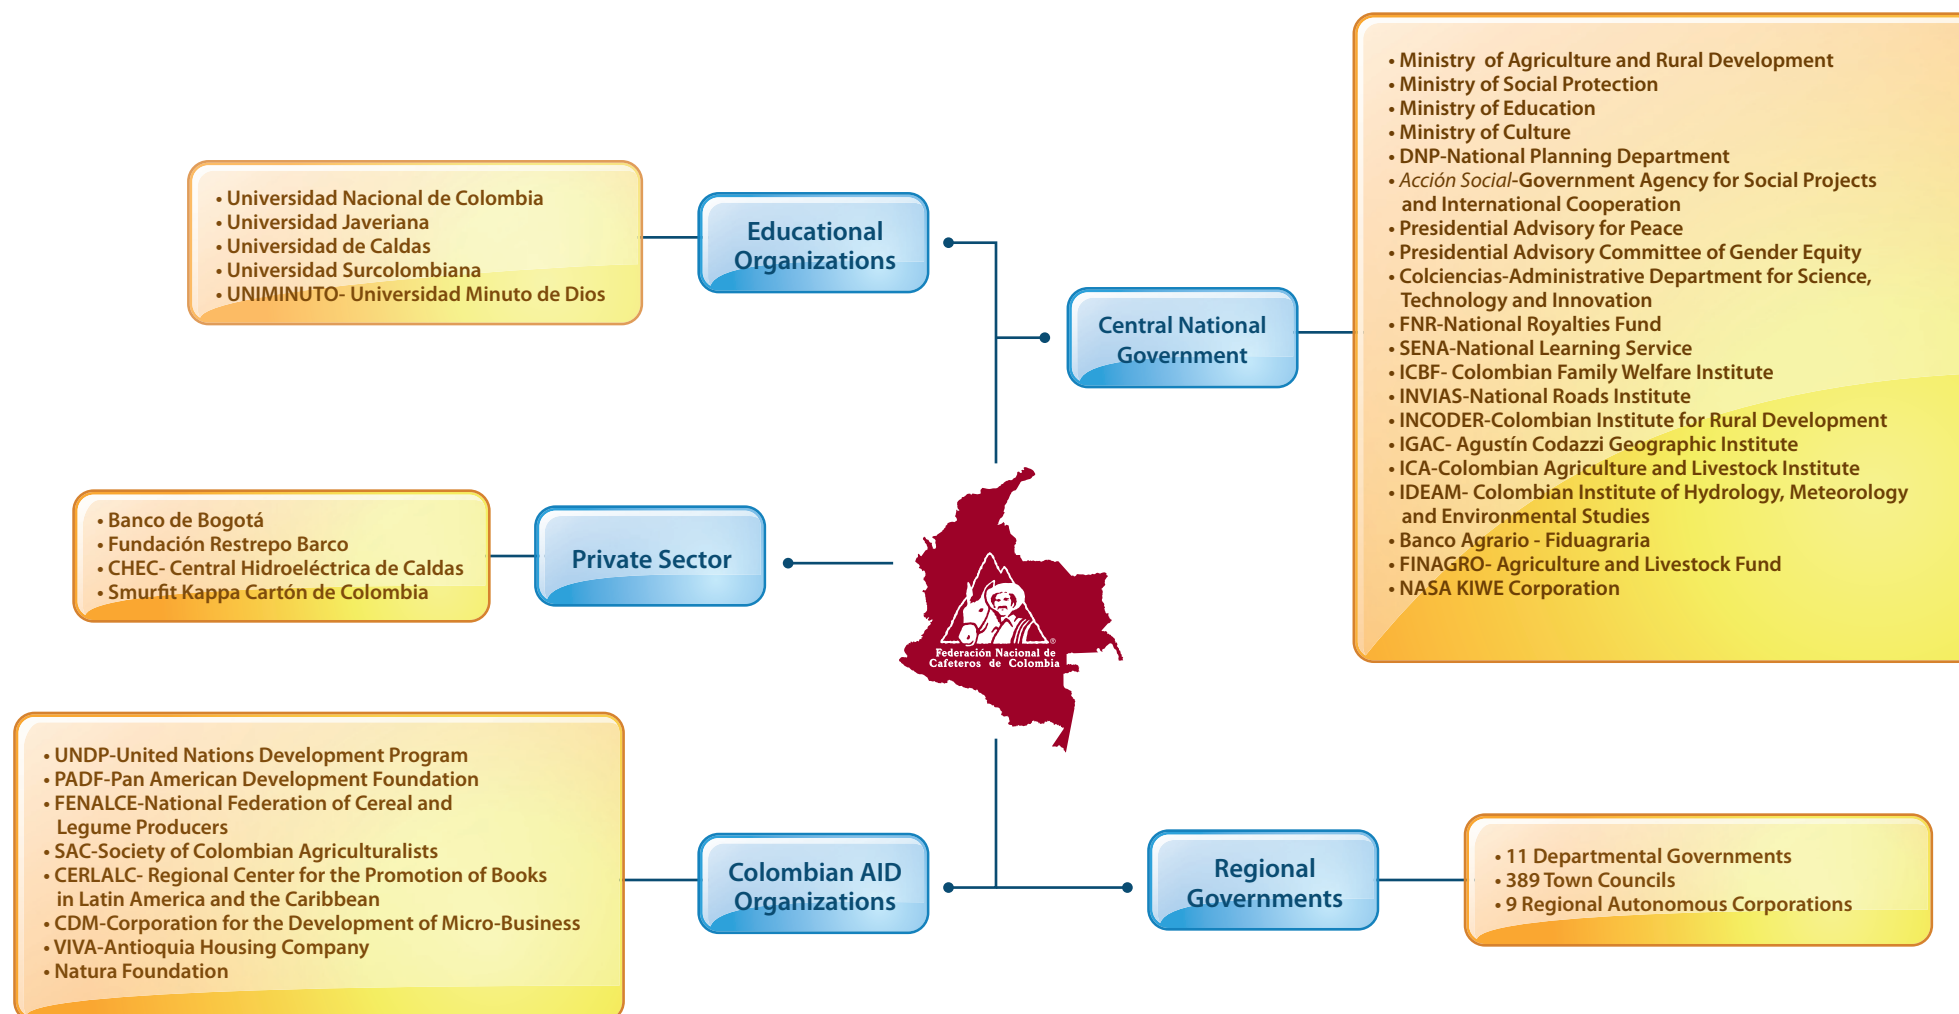 • Universidad Nacional de Colombia
• Universidad Javeriana
• Universidad de Caldas
• Universidad Surcolombiana
• UNIMINUTO- Universidad Minuto de Dios
Educational
Organizations
Central National
Government
• Ministry of Agriculture and Rural Development
• Ministry of Social Protection
• Ministry of Education
• Ministry of Culture
• DNP-National Planning Department
• Acción Social-Government Agency for Social Projects
and International Cooperation
• Presidential Advisory for Peace
• Presidential Advisory Committee of Gender Equity
• Colciencias-Administrative Department for Science,
Technology and Innovation
• FNR-National Royalties Fund
• SENA-National Learning Service
• ICBF- Colombian Family Welfare Institute
• INVIAS-National Roads Institute
• INCODER-Colombian Institute for Rural Development
• IGAC- Agustín Codazzi Geographic Institute
• ICA-Colombian Agriculture and Livestock Institute
• IDEAM- Colombian Institute of Hydrology, Meteorology
and Environmental Studies
• Banco Agrario - Fiduagraria
• FINAGRO- Agriculture and Livestock Fund
• NASA KIWE Corporation
• Banco de Bogotá
• Fundación Restrepo Barco
• CHEC- Central Hidroeléctrica de Caldas
• Smurfit Kappa Cartón de Colombia
Private Sector
®
Federación Nacional de
Cafeteros de Colombia
• UNDP-United Nations Development Program
• PADF-Pan American Development Foundation
• FENALCE-National Federation of Cereal and
Legume Producers
• SAC-Society of Colombian Agriculturalists
• CERLALC- Regional Center for the Promotion of Books
in Latin America and the Caribbean
• CDM-Corporation for the Development of Micro-Business
• VIVA-Antioquia Housing Company
• Natura Foundation
Colombian AID
Organizations
Regional
Governments
• 11 Departmental Governments
• 389 Town Councils
• 9 Regional Autonomous Corporations